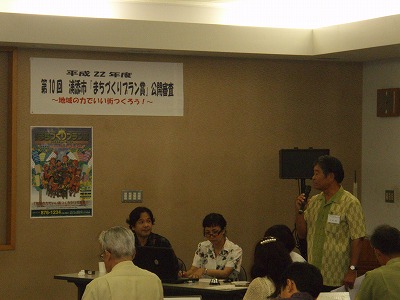 平成22年度
第10回 浦添市「まちづくりプラン賞」公開審査
～地域の力でいい街つくろう！～
876-1234